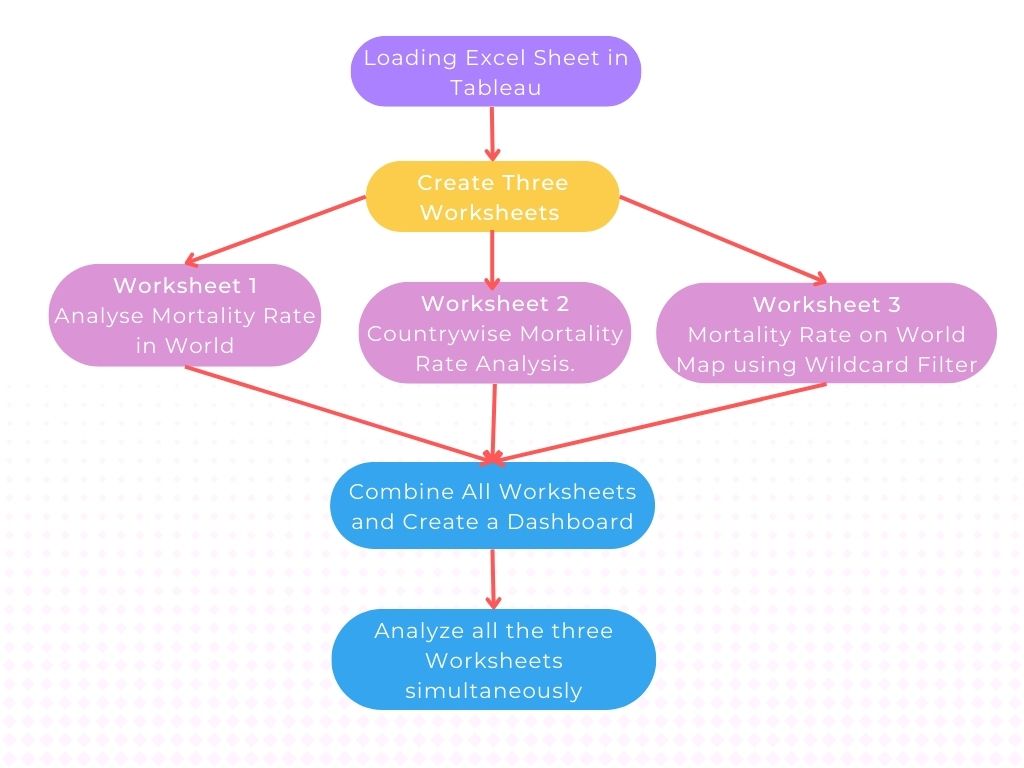 Loading Excel Sheet in
Tableau
Create Three
Worksheets
Worksheet 1
Analyse Mortality Rate
in World
Worksheet 2
Countrywise Mortality
Rate Analysis.
Worksheet 3
Mortality Rate on World
Map using Wildcard Filter
Combine All Worksheets
and Create a Dashboard
Analyze all the three
Worksheets
simultaneously